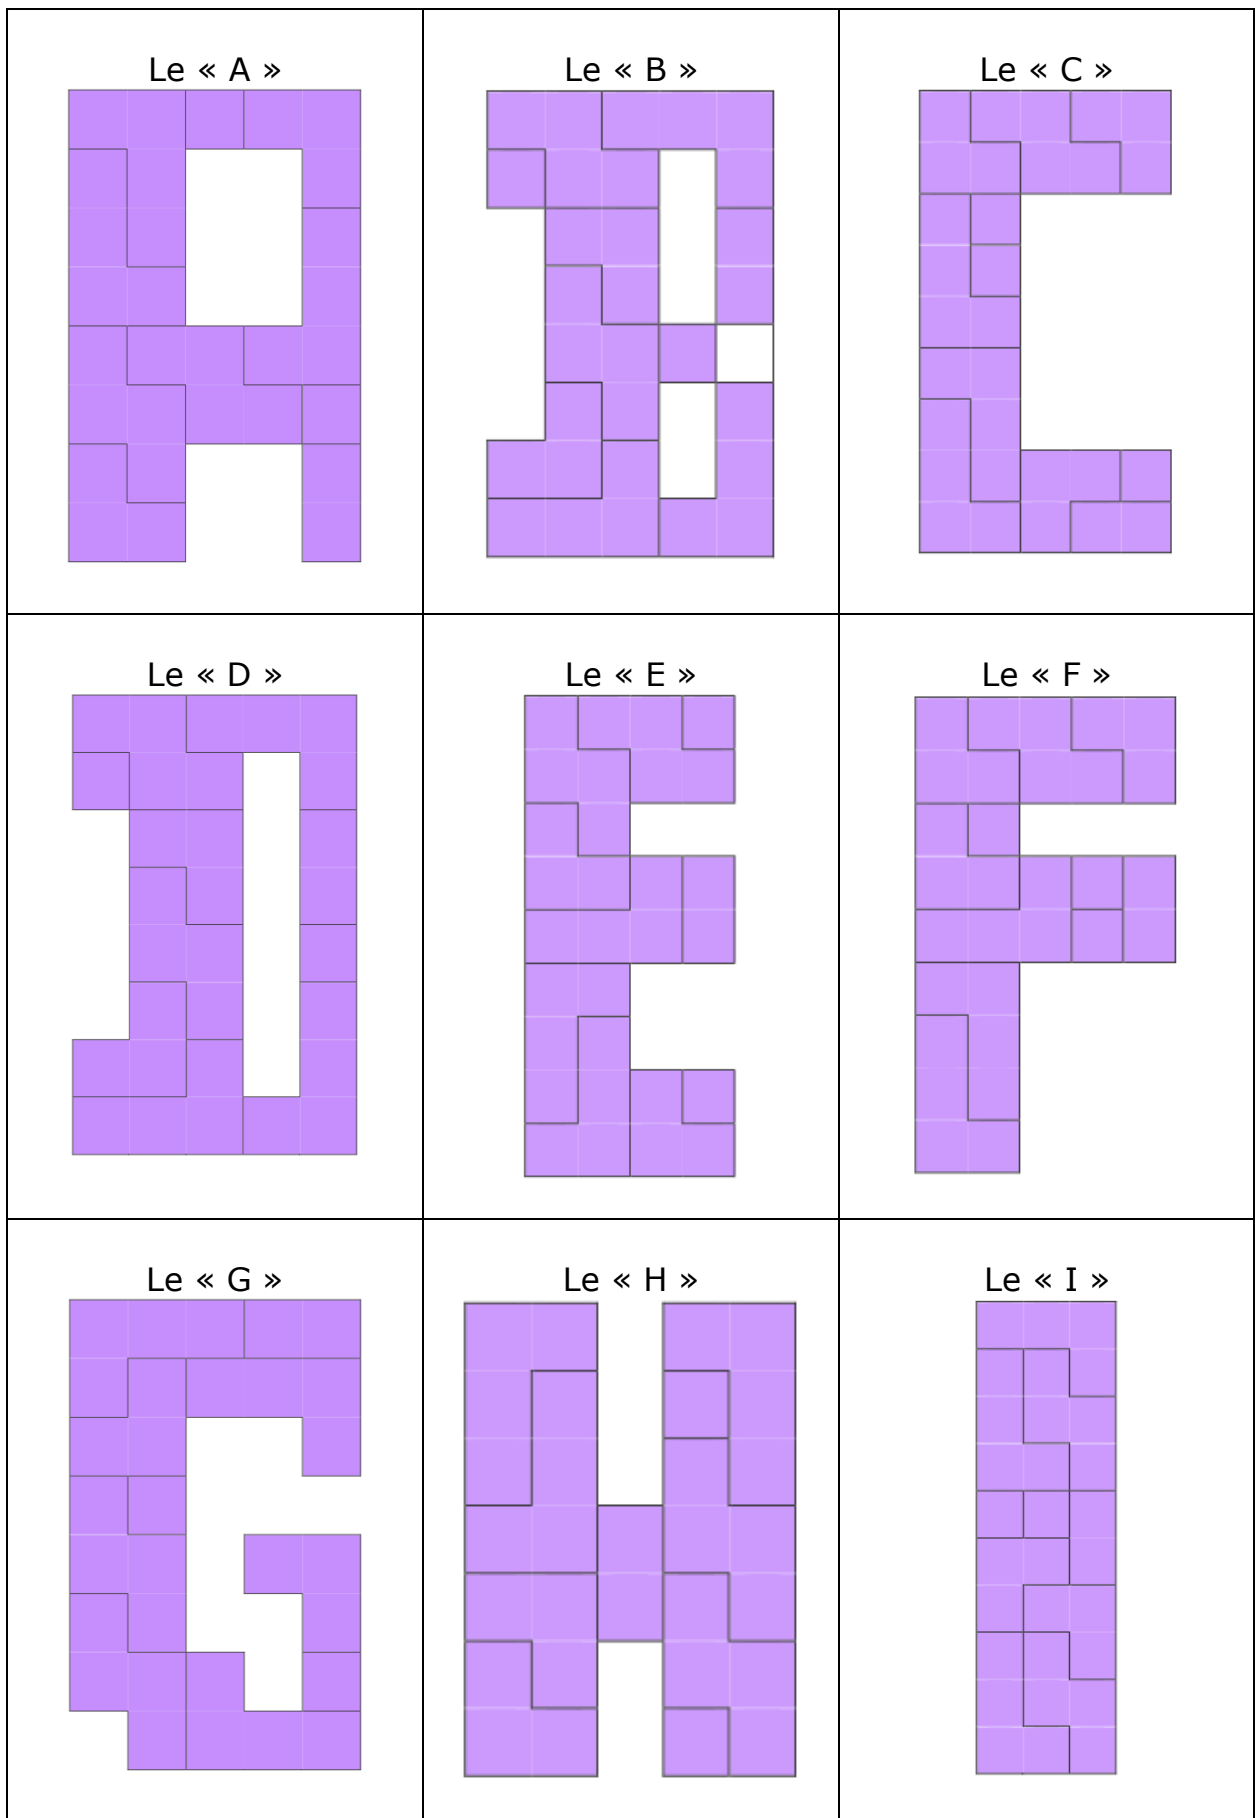 Le « A »
Le « B »
Le « C »
Le « D »
Le « E »
Le « F »
Le « G »
Le « H »
Le « I »